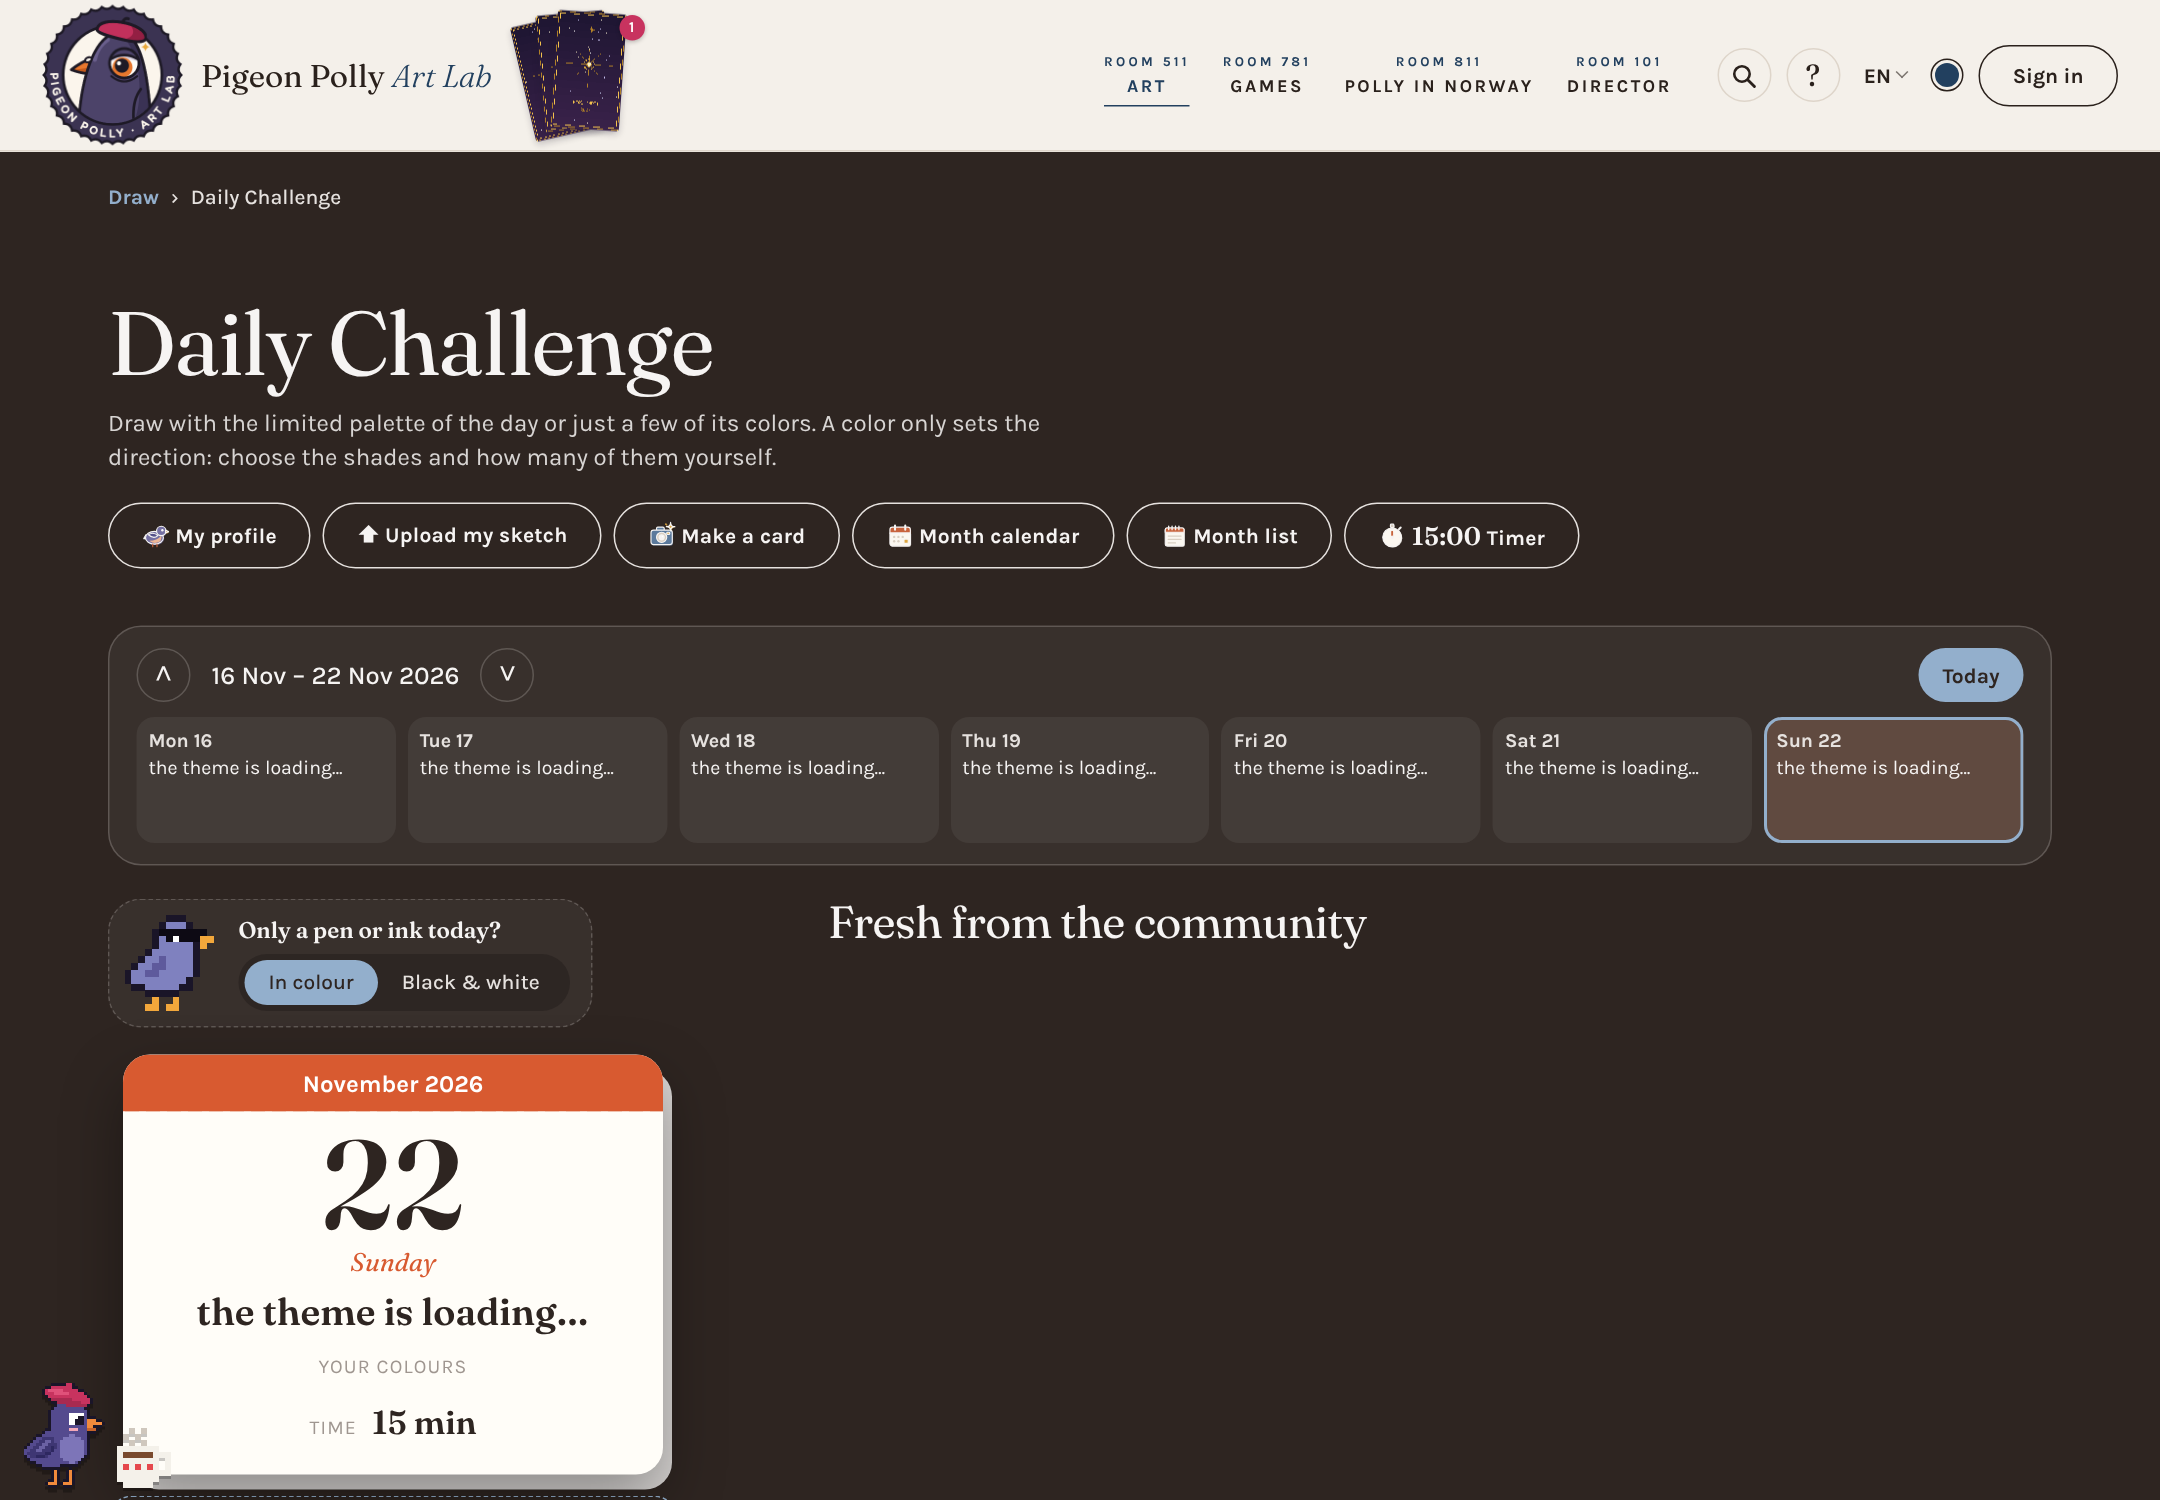 PIGEON POLLY · ART LAB
Pigeon Polly Art Lab
1
ROOM 511
ART
ROOM 781
GAMES
ROOM 811
POLLY IN NORWAY
ROOM 101
DIRECTOR
?
EN
Sign in
Draw › Daily Challenge
Daily Challenge
Draw with the limited palette of the day or just a few of its colors. A color only sets the
direction: choose the shades and how many of them yourself.
My profile
Upload my sketch
Make a card
Month calendar
Month list
15:00 Timer
16 Nov – 22 Nov 2026
Today
Mon 16
the theme is loading...
Tue 17
the theme is loading...
Wed 18
the theme is loading...
Thu 19
the theme is loading...
Fri 20
the theme is loading...
Sat 21
the theme is loading...
Sun 22
the theme is loading...
Only a pen or ink today?
In colour
Black & white
Fresh from the community
November 2026
22
Sunday
the theme is loading...
YOUR COLOURS
TIME 15 min